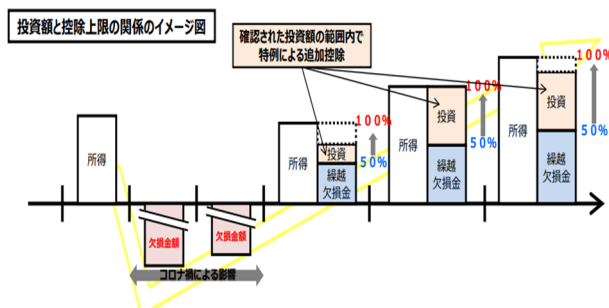 投資額と控除上限の関係のイメージ図
確認された投資額の範囲内で
特例による追加控除
所得
欠損金額
欠損金額
コロナ禍による影響
所得
投資
繰越
欠損金
100%
50%
所得
投資
繰越
欠損金
100%
50%
所得
投資
繰越
欠損金
100%
50%